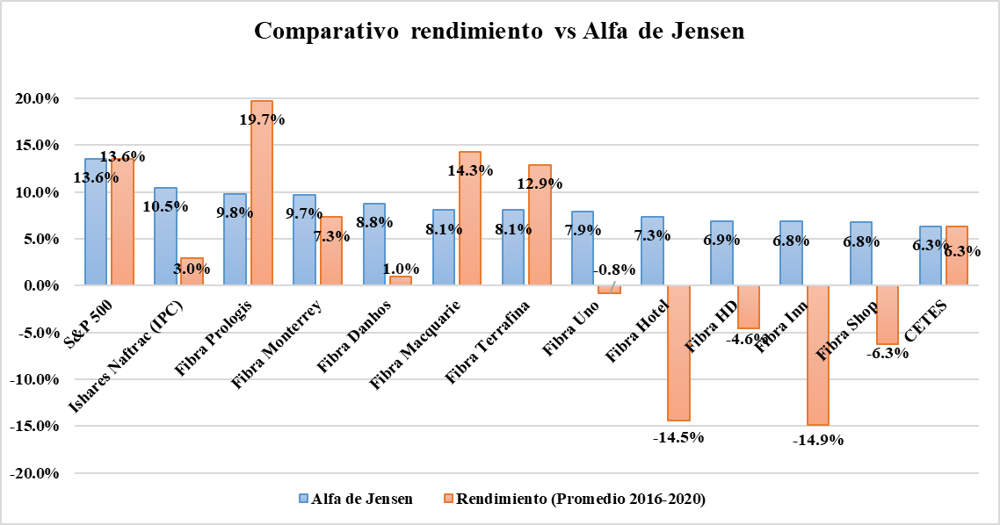 Comparativo rendimiento vs Alfa de Jensen
20.0%
15.0%
10.0%
5.0%
0.0%
-5.0%
-10.0%
-15.0%
-20.0%
13.6%
13.6%
10.5%
3.0%
9.8%
19.7%
9.7%
7.3%
8.8%
1.0%
8.1%
14.3%
8.1%
12.9%
7.9%
-0.8%
7.3%
-14.5%
6.9%
-4.6%
6.8%
-14.9%
6.8%
-6.3%
6.3%
6.3%
S&P 500
Ishares Naftrac (IPC)
Fibra Prologis
Fibra Monterrey
Fibra Danhos
Fibra Macquarie
Fibra Terrafina
Fibra Uno
Fibra Hotel
Fibra HD
Fibra Inn
Fibra Shop
CETES
Alfa de Jensen
Rendimiento (Promedio 2016-2020)